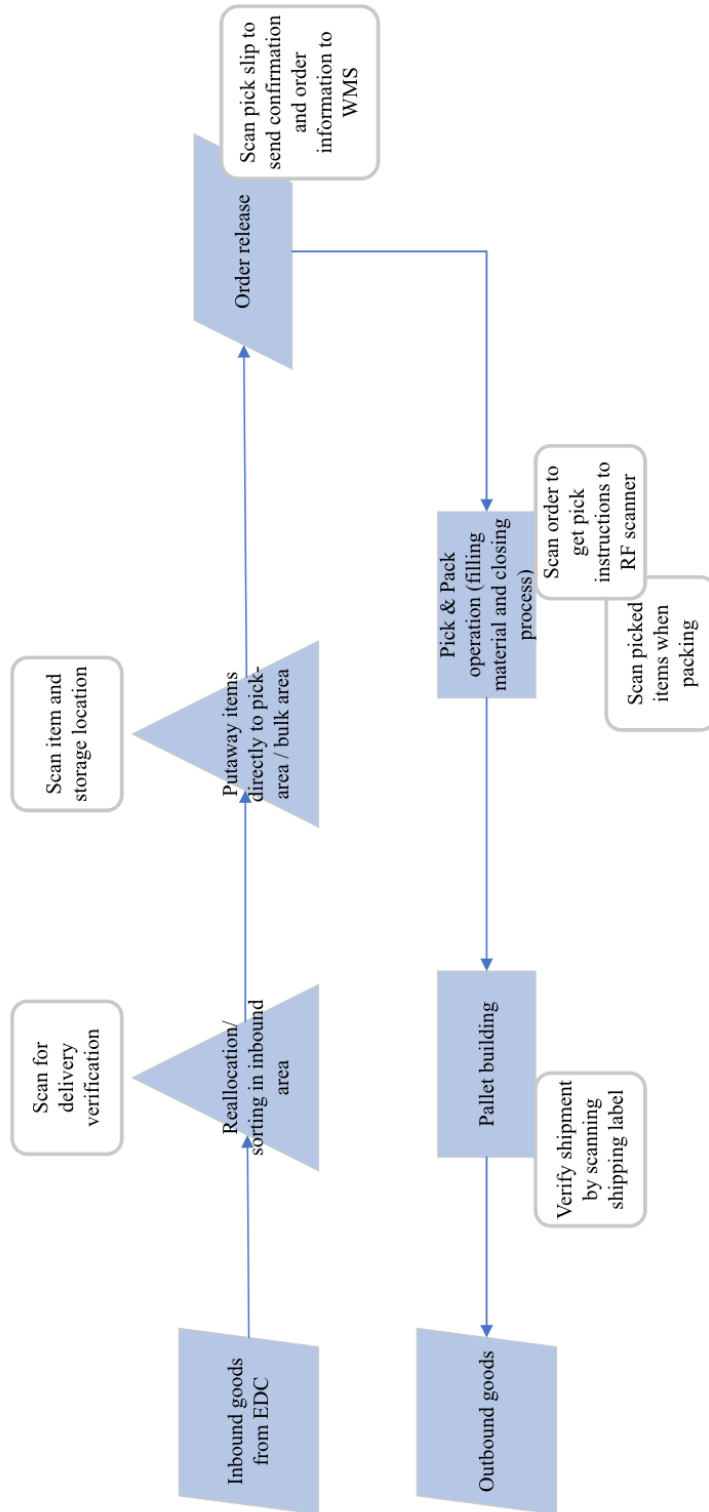 Scan for
delivery
verification
Scan item and
storage location
Inbound goods
from EDC
Reallocation/
sorting in inbound
area
Putaway items
directly to pick-
area / bulk area
Order release
Scan pick slip to
send confirmation
and order
information to
WMS
Outbound goods
Pallet building
Verify shipment
by scanning
shipping label
Pick & Pack
operation (filling
material and closing
process)
Scan order to
get pick
instructions to
RF scanner
Scan picked
items when
packing